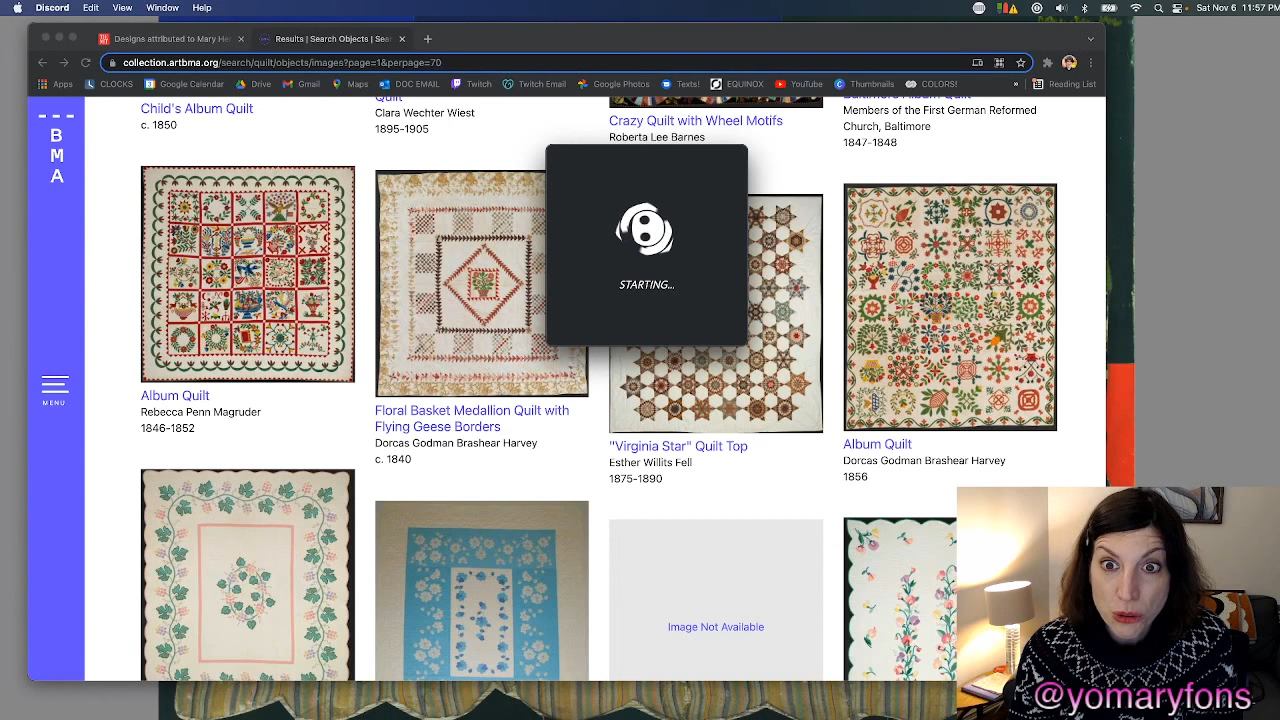 Discord Edit View Window Help
Sat Nov 6 11:57 PM
Designs attributed to Mary He
Results | Search Objects | Sear
collection.artbma.org/search/quilt/objects/images?page=1&perpage=70
Apps CLOCKS Google Calendar Drive Gmail Maps DOC MAP Twitch Twitch Email Google Photos Texts! EQUINOX YouTube Thumbnails COLORS! » Reading List
B
M
A
MENU
Child's Album Quilt
c. 1850
Quilt
Clara Wechter Wiest
1895-1905
Crazy Quilt with Wheel Motifs
Roberta Lee Barnes
Members of the First German Reformed
Church, Baltimore
1847-1848
STARTING...
Album Quilt
Rebecca Penn Magruder
1846-1852
Floral Basket Medallion Quilt with
Flying Geese Borders
Dorcas Godman Brashear Harvey
c. 1840
"Virginia Star" Quilt Top
Esther Willits Fell
1875-1890
Album Quilt
Dorcas Godman Brashear Harvey
1856
Image Not Available
@yomaryfons